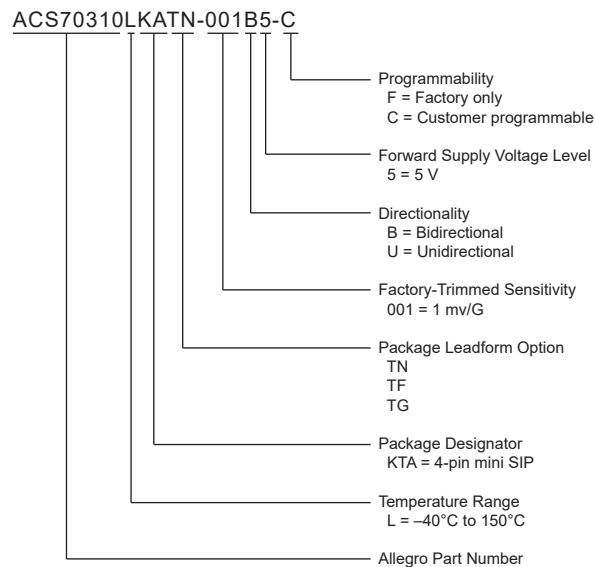 ACS70310LKATN-001B5-C
Programmability
F = Factory only
C = Customer programmable
Forward Supply Voltage Level
5 = 5 V
Directionality
B = Bidirectional
U = Unidirectional
Factory-Trimmed Sensitivity
001 = 1 mv/G
Package Leadform Option
TN
TF
TG
Package Designator
KTA = 4-pin mini SIP
Temperature Range
L = –40°C to 150°C
Allegro Part Number